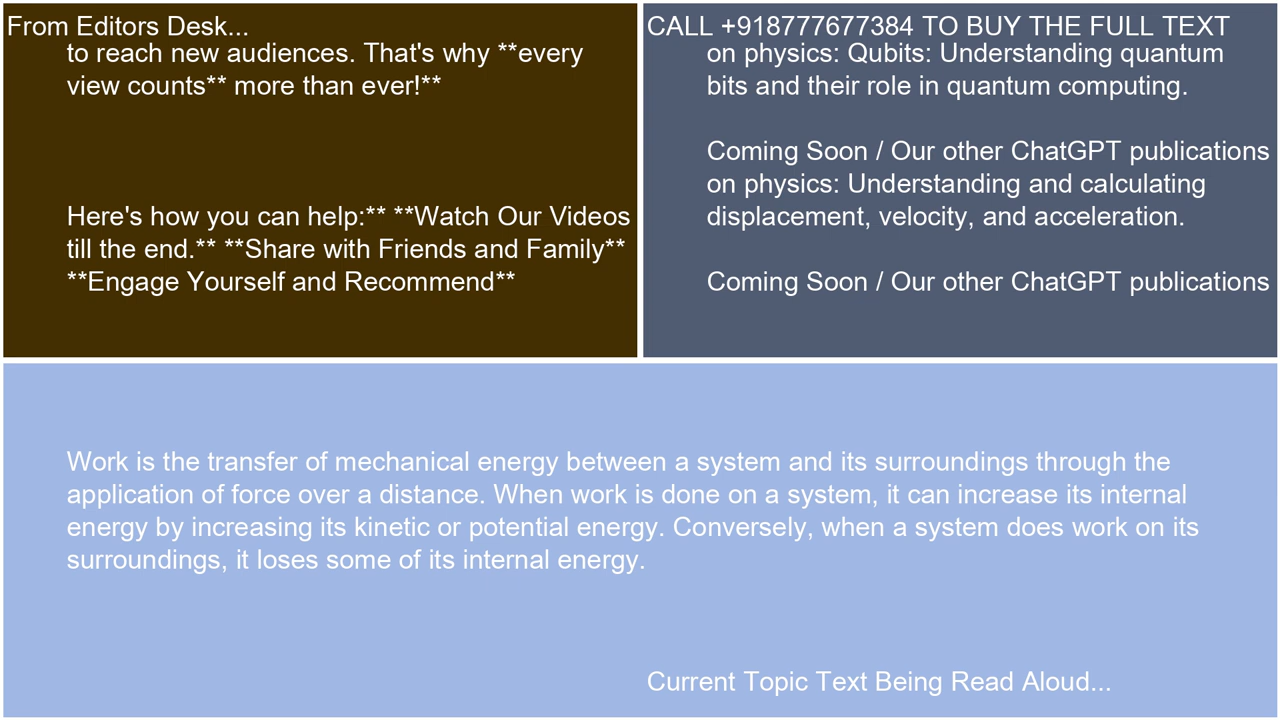 From Editors Desk...
to reach new audiences. That's why **every
view counts** more than ever!**
Here's how you can help:** **Watch Our Videos
till the end.** **Share with Friends and Family**
**Engage Yourself and Recommend**
CALL +918777677384 TO BUY THE FULL TEXT
on physics: Qubits: Understanding quantum
bits and their role in quantum computing.
Coming Soon / Our other ChatGPT publications
on physics: Understanding and calculating
displacement, velocity, and acceleration.
Coming Soon / Our other ChatGPT publications
Work is the transfer of mechanical energy between a system and its surroundings through the
application of force over a distance. When work is done on a system, it can increase its internal
energy by increasing its kinetic or potential energy. Conversely, when a system does work on its
surroundings, it loses some of its internal energy.
Current Topic Text Being Read Aloud...